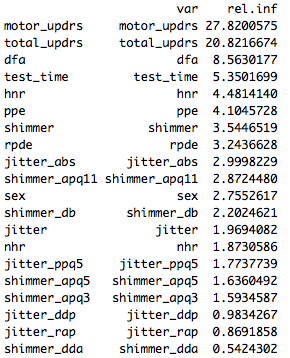 var rel.inf
motor_updrs motor_updrs 27.8200575
total_updrs total_updrs 20.8216674
dfa dfa 8.5630177
test_time test_time 5.3501699
hnr hnr 4.4814140
ppe ppe 4.1045728
shimmer shimmer 3.5446519
rpde rpde 3.2436628
jitter_abs jitter_abs 2.9998229
shimmer_apq11 shimmer_apq11 2.8724480
sex sex 2.7552617
shimmer_db shimmer_db 2.2024621
jitter jitter 1.9694082
nhr nhr 1.8730586
jitter_ppq5 jitter_ppq5 1.7737739
shimmer_apq5 shimmer_apq5 1.6360492
shimmer_apq3 shimmer_apq3 1.5934587
jitter_ddp jitter_ddp 0.9834267
jitter_rap jitter_rap 0.8691858
shimmer_dda shimmer_dda 0.5424302